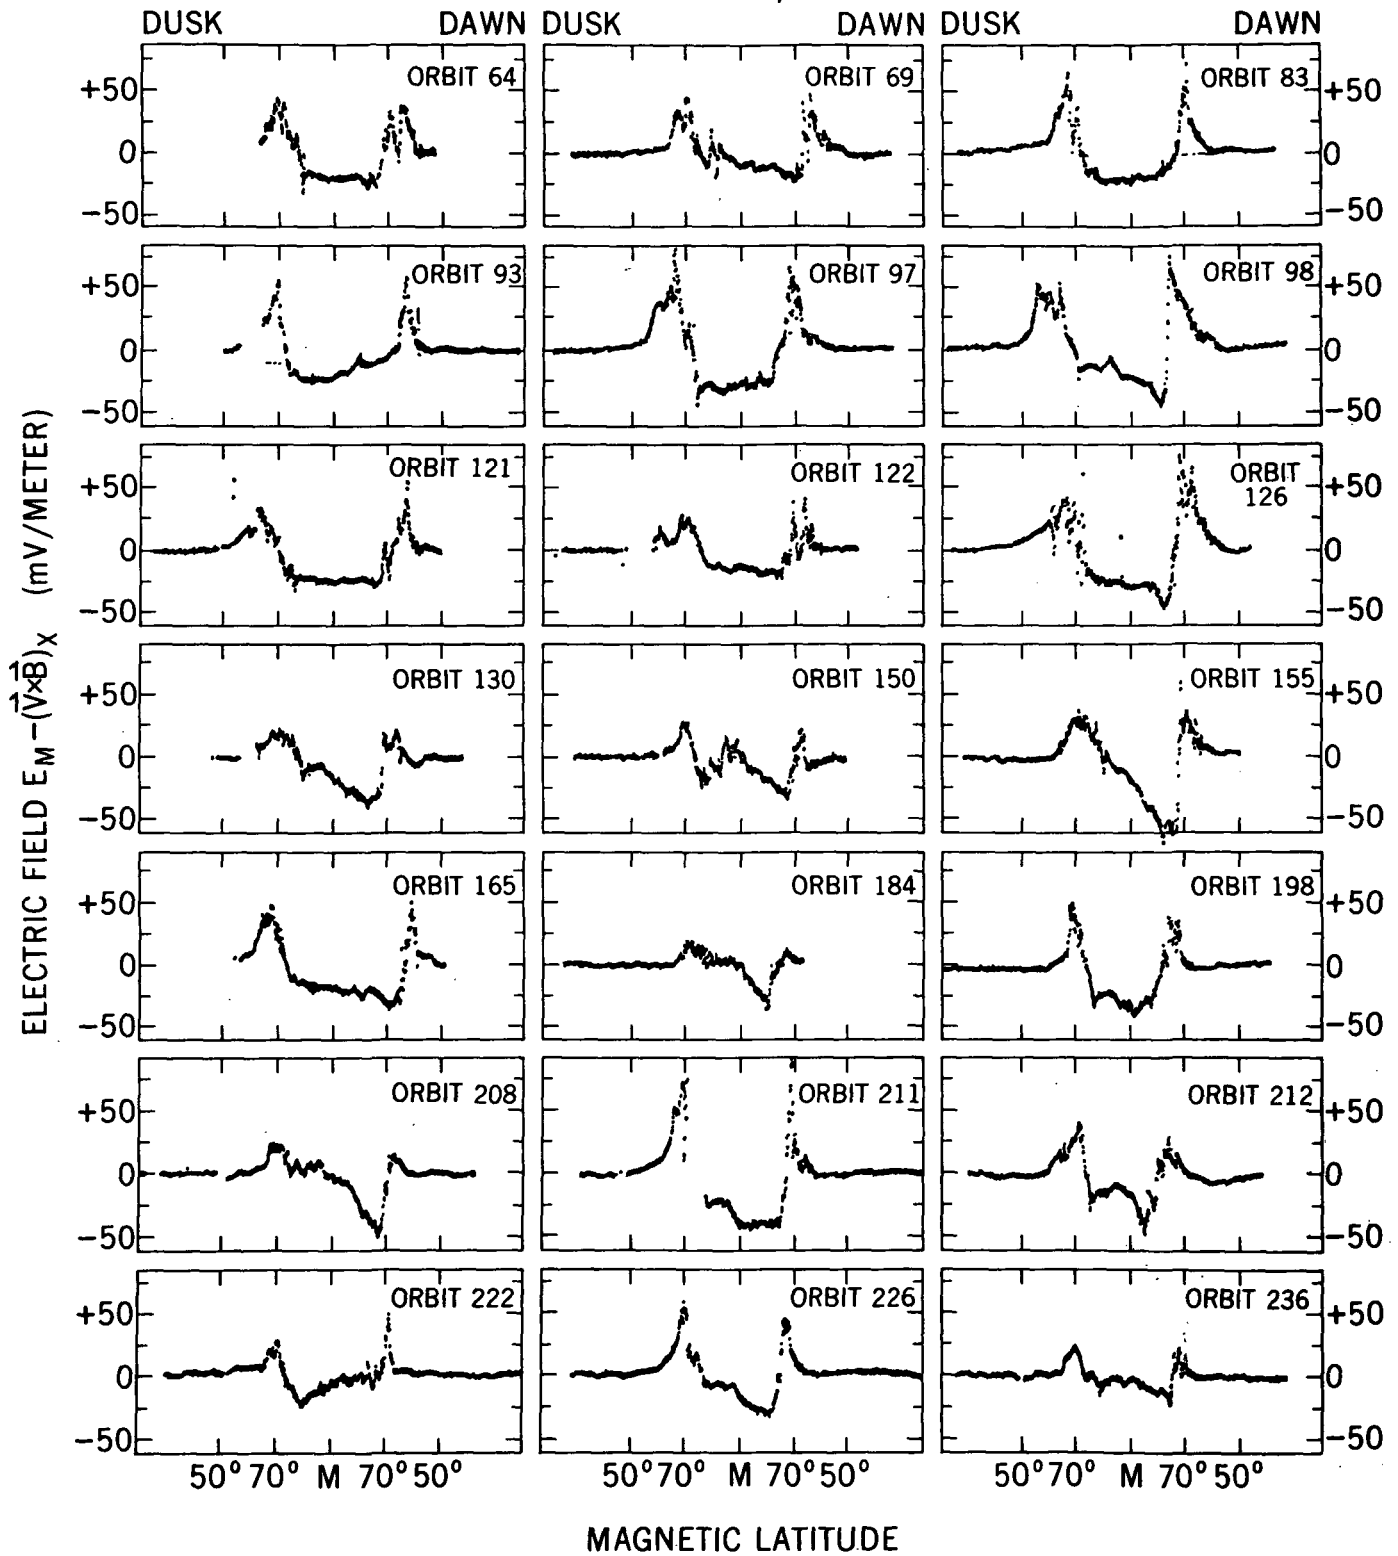 DUSK DAWN DUSK DAWN DUSK DAWN
ORBIT 64
ORBIT 69
ORBIT 83
+50
0
−50
+50
0
−50
ORBIT 93
ORBIT 97
ORBIT 98
+50
0
−50
+50
0
−50
ORBIT 121
ORBIT 122
ORBIT
126
+50
0
−50
+50
0
−50
ORBIT 130
ORBIT 150
ORBIT 155
+50
0
−50
+50
0
−50
ORBIT 165
ORBIT 184
ORBIT 198
+50
0
−50
+50
0
−50
ORBIT 208
ORBIT 211
ORBIT 212
+50
0
−50
+50
0
−50
ORBIT 222
ORBIT 226
ORBIT 236
+50
0
−50
+50
0
−50
ELECTRIC FIELD E_M−(V⃗×B⃗)_X (mV/METER)
50° 70° M 70° 50° 50° 70° M 70° 50° 50° 70° M 70° 50°
MAGNETIC LATITUDE